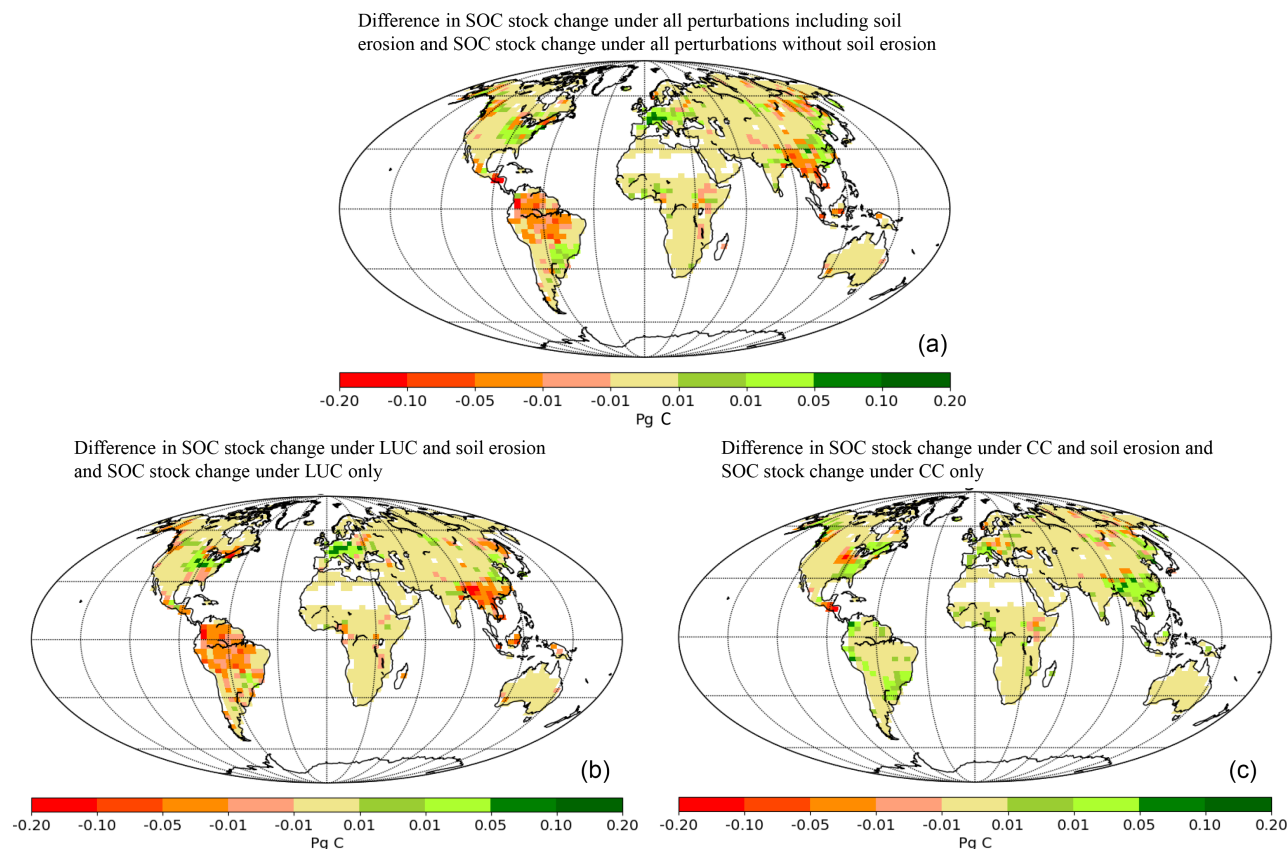 Difference in SOC stock change under all perturbations including soil
erosion and SOC stock change under all perturbations without soil erosion
(a)
-0.20 -0.10 -0.05 -0.01 -0.01 0.01 0.01 0.05 0.10 0.20
Pg C
Difference in SOC stock change under LUC and soil erosion
and SOC stock change under LUC only
(b)
-0.20 -0.10 -0.05 -0.01 -0.01 0.01 0.01 0.05 0.10 0.20
Pg C
Difference in SOC stock change under CC and soil erosion and
SOC stock change under CC only
(c)
-0.20 -0.10 -0.05 -0.01 -0.01 0.01 0.01 0.05 0.10 0.20
Pg C